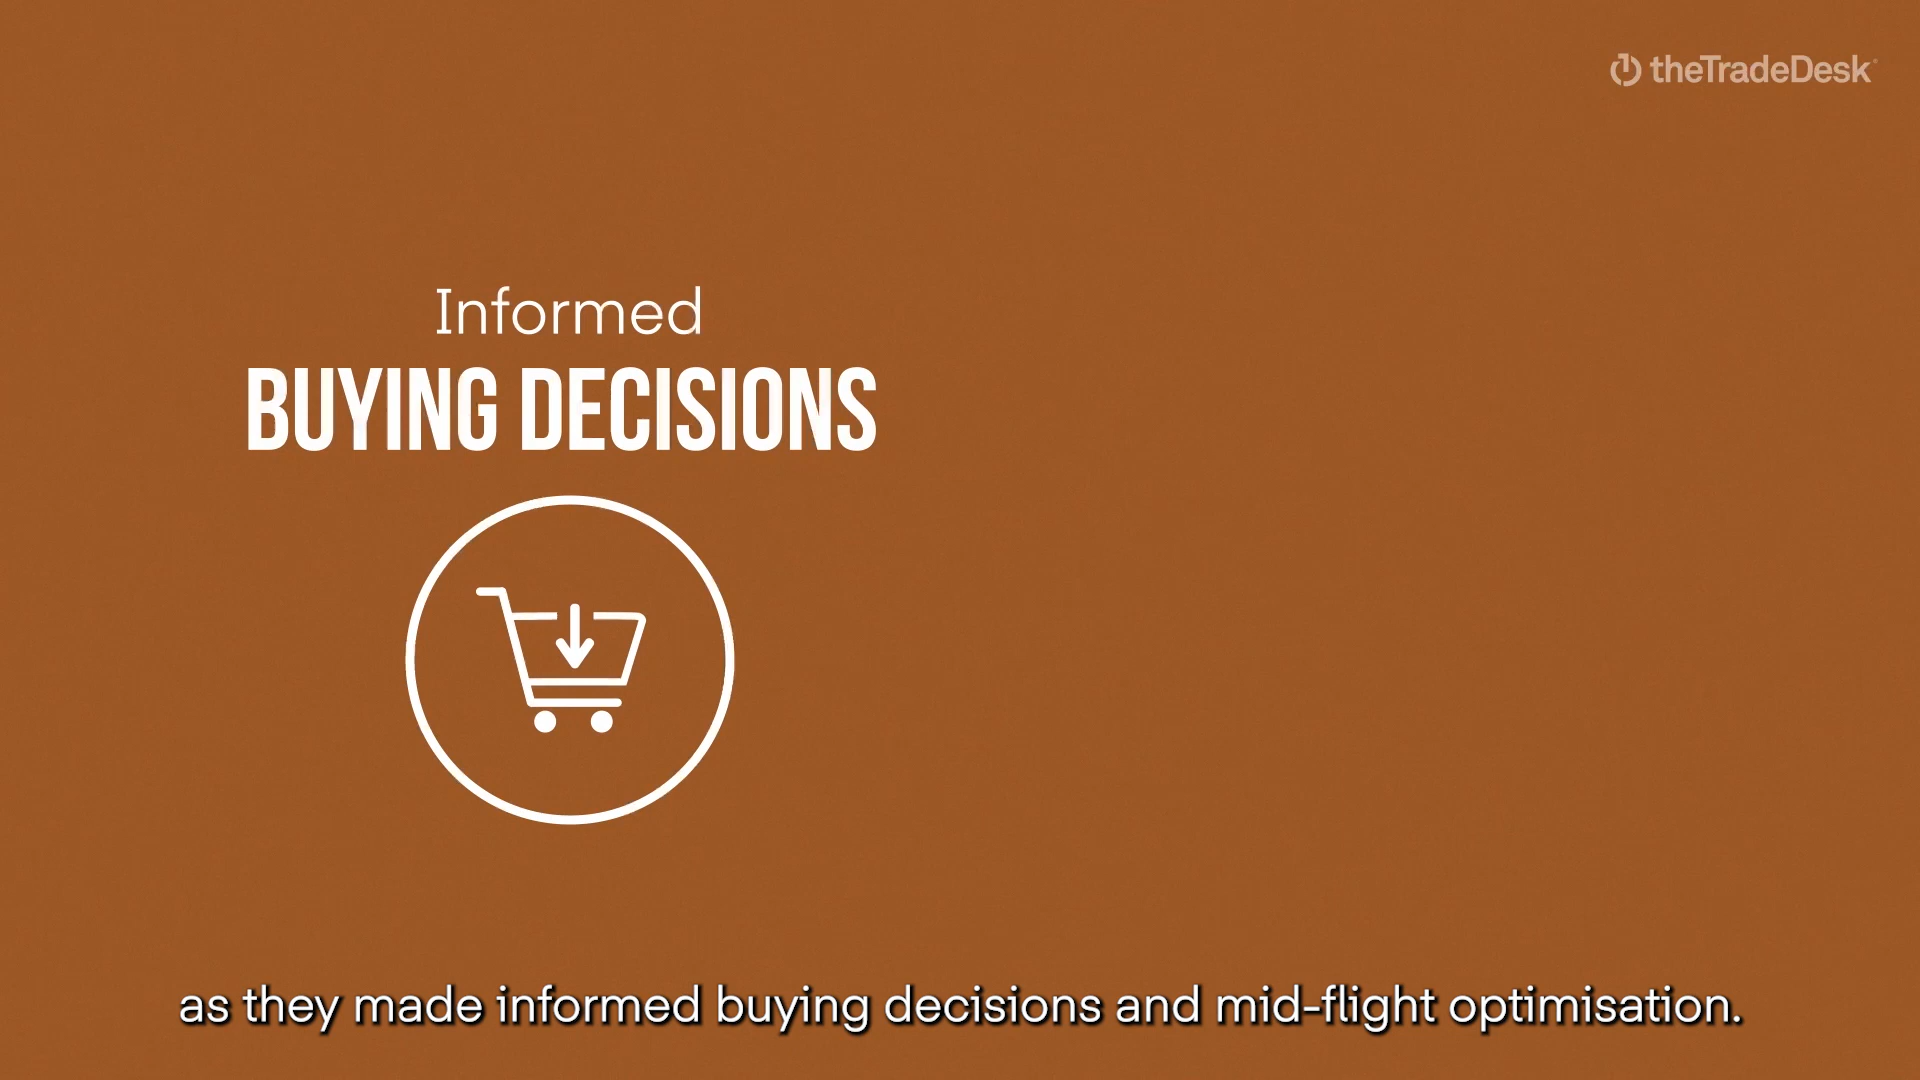 theTradeDesk
Informed
BUYING DECISIONS
as they made informed buying decisions and mid-flight optimisation.